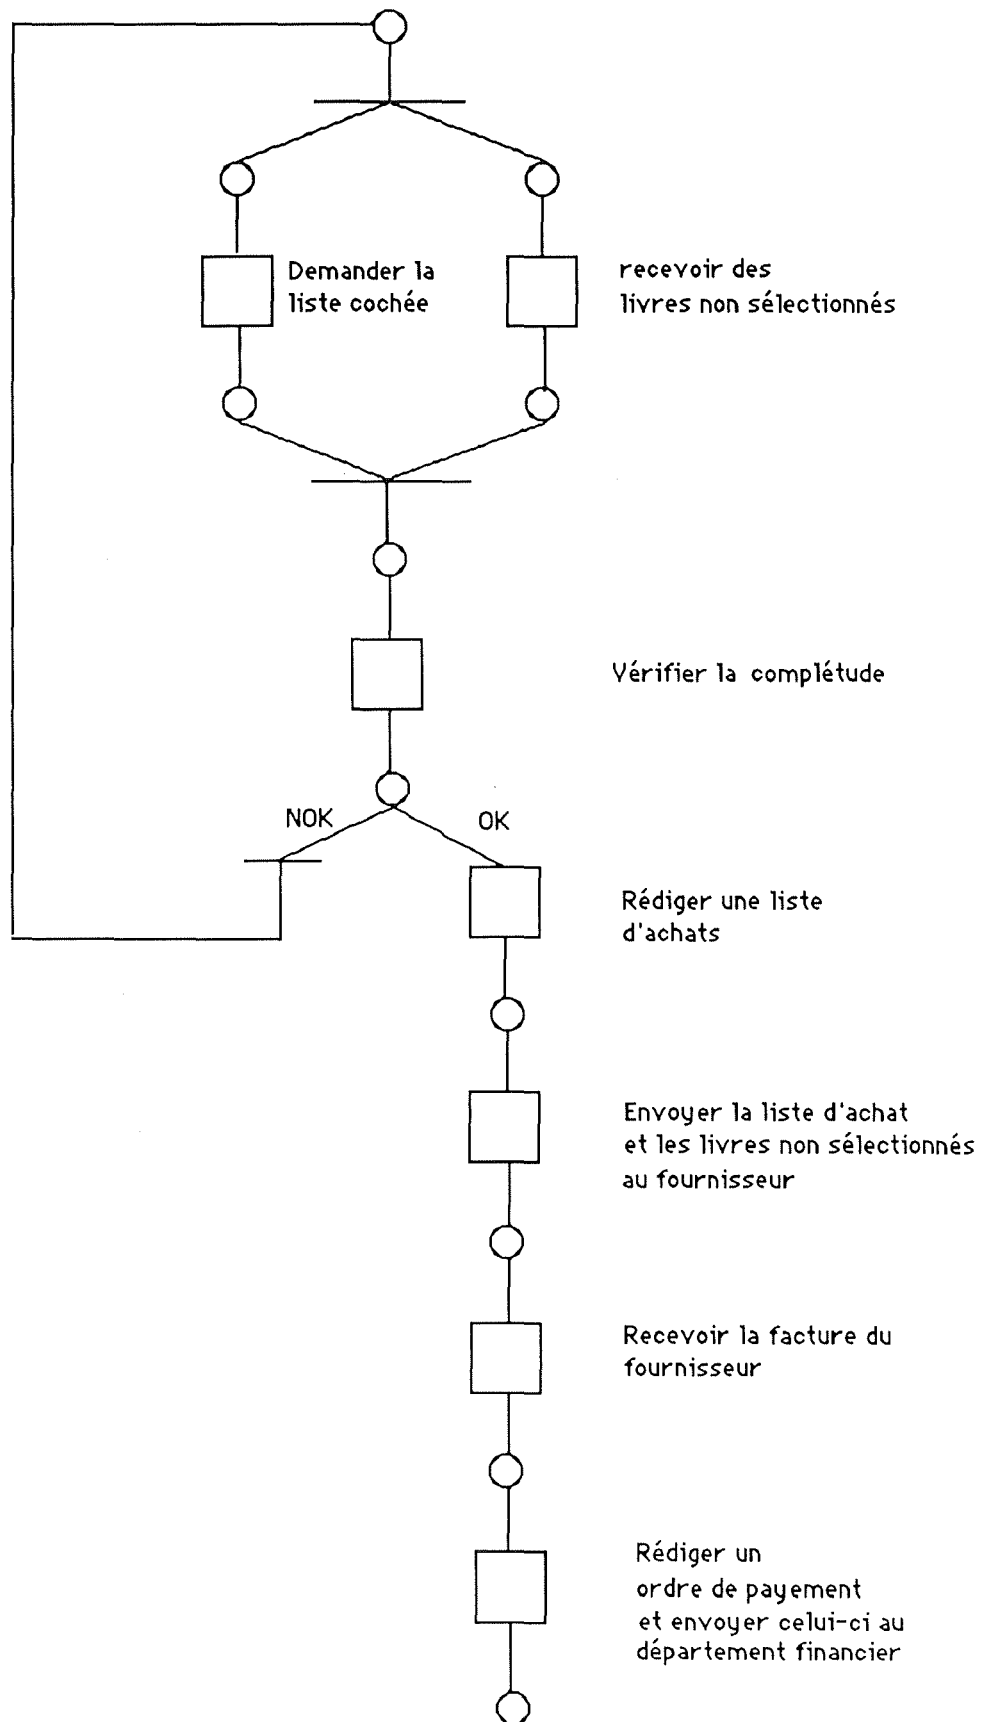 Demander la
liste cochée
recevoir des
livres non sélectionnés
Vérifier la complétude
NOK
OK
Rédiger une liste
d'achats
Envoyer la liste d'achat
et les livres non sélectionnés
au fournisseur
Recevoir la facture du
fournisseur
Rédiger un
ordre de payement
et envoyer celui-ci au
département financier